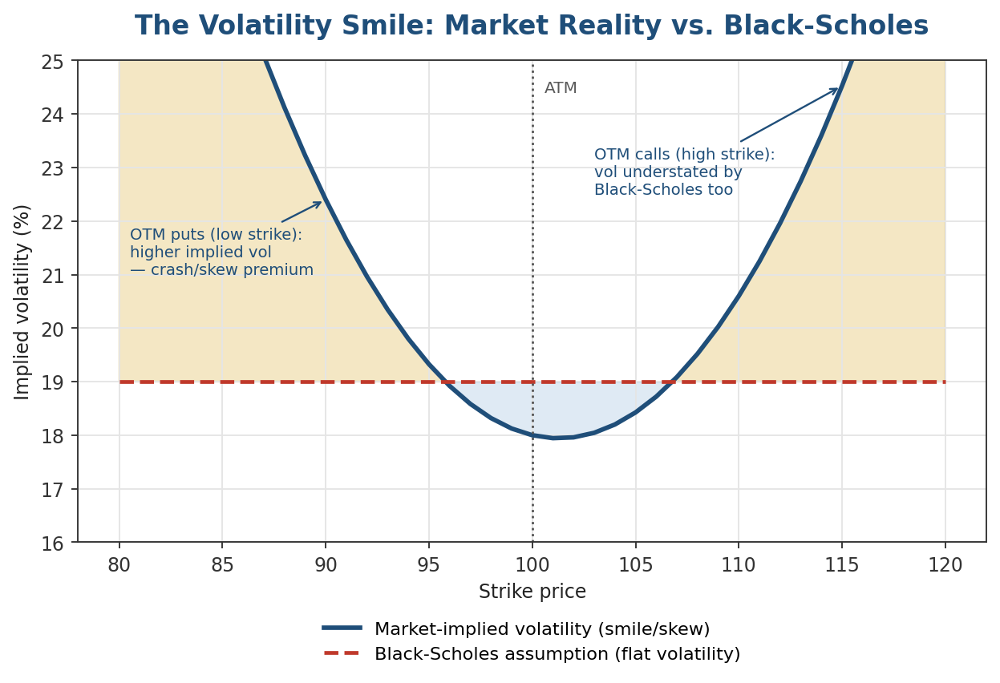 The Volatility Smile: Market Reality vs. Black-Scholes
25
24
23
22
21
20
19
18
17
16
Implied volatility (%)
ATM
OTM calls (high strike):
vol understated by
Black-Scholes too
OTM puts (low strike):
higher implied vol
— crash/skew premium
80
85
90
95
100
105
110
115
120
Strike price
Market-implied volatility (smile/skew)
Black-Scholes assumption (flat volatility)